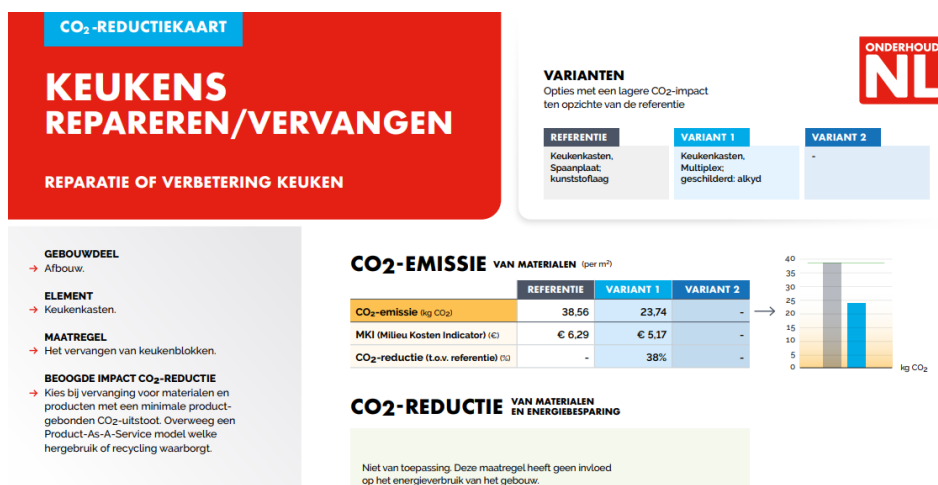 CO₂-REDUCTIEKAART
KEUKENS
REPAREREN/VERVANGEN
REPARATIE OF VERBETERING KEUKEN
VARIANTEN
Opties met een lagere CO₂-impact
ten opzichte van de referentie
ONDERHOUD
NL
REFERENTIE VARIANT 1 VARIANT 2
Keukenkasten, Spaanplaat; kunststoflaag
Keukenkasten, Multiplex; geschilderd: alkyd
-
GEBOUWDEEL
→ Afbouw.
ELEMENT
→ Keukenkasten.
MAATREGEL
→ Het vervangen van keukenblokken.
BEOOGDE IMPACT CO₂-REDUCTIE
→ Kies bij vervanging voor materialen en
producten met een minimale product-
gebonden CO₂-uitstoot. Overweeg een
Product-As-A-Service model welke
hergebruik of recycling waarborgt.
CO2-EMISSIE VAN MATERIALEN (per m²)
REFERENTIE VARIANT 1 VARIANT 2
CO₂-emissie (kg CO₂) 38,56 23,74 -
MKI (Milieu Kosten Indicator) (€) € 6,29 € 5,17 -
CO₂-reductie (t.o.v. referentie) (%) - 38% -
40
35
30
25
20
15
10
5
0
kg CO₂
CO2-REDUCTIE VAN MATERIALEN
EN ENERGIEBESPARING
Niet van toepassing. Deze maatregel heeft geen invloed
op het energieverbruik van het gebouw.